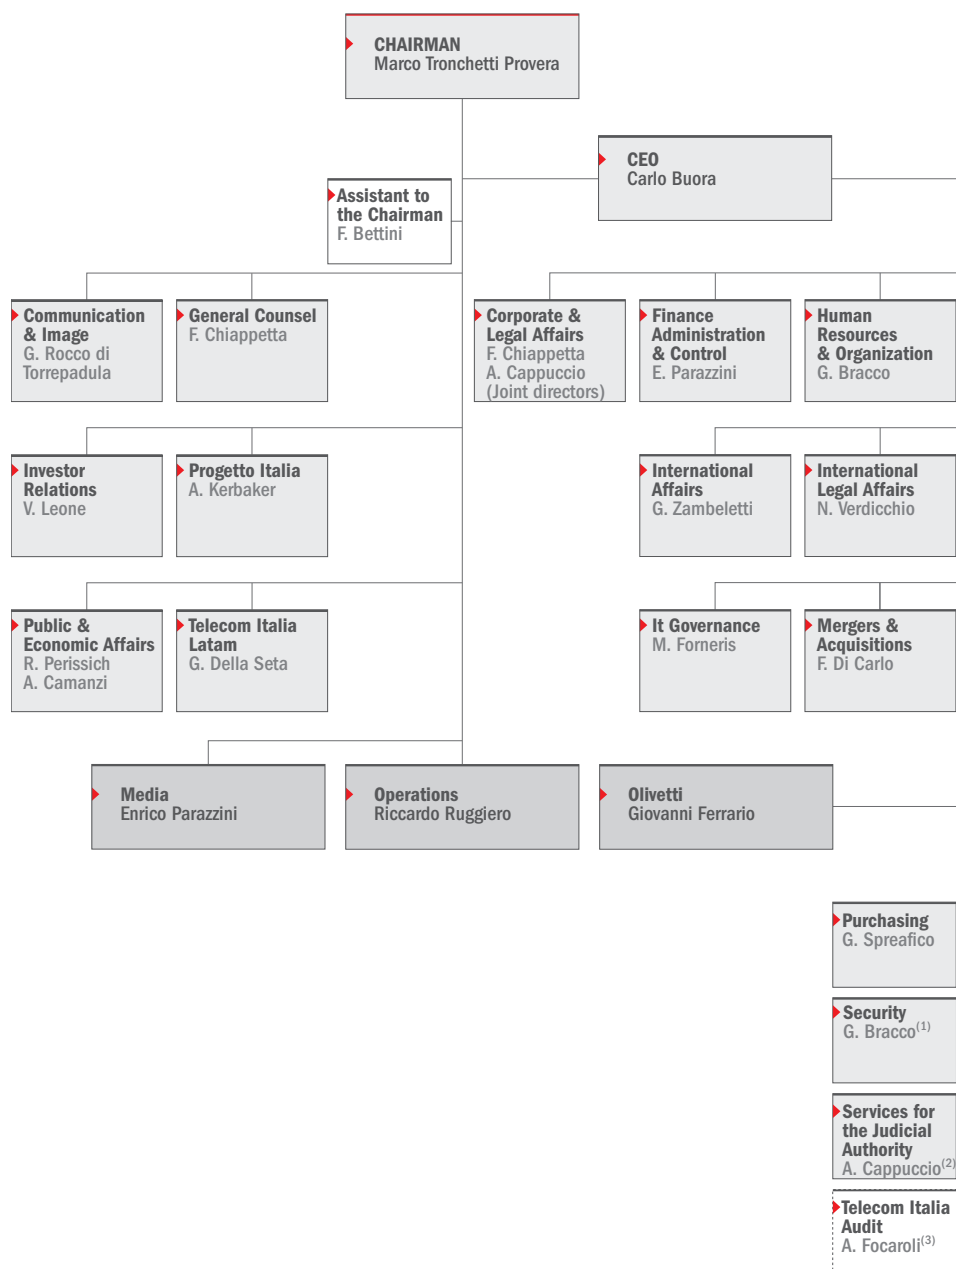 CHAIRMAN
Marco Tronchetti Provera
CEO
Carlo Buora
Assistant to
the Chairman
F. Bettini
Communication
& Image
G. Rocco di
Torrepadula
General Counsel
F. Chiappetta
Corporate &
Legal Affairs
F. Chiappetta
A. Cappuccio
(Joint directors)
Finance
Administration
& Control
E. Parazzini
Human
Resources
& Organization
G. Bracco
Investor
Relations
V. Leone
Progetto Italia
A. Kerbaker
International
Affairs
G. Zambeletti
International
Legal Affairs
N. Verdicchio
Public &
Economic Affairs
R. Perissich
A. Camanzi
Telecom Italia
Latam
G. Della Seta
It Governance
M. Forneris
Mergers &
Acquisitions
F. Di Carlo
Media
Enrico Parazzini
Operations
Riccardo Ruggiero
Olivetti
Giovanni Ferrario
Purchasing
G. Spreafico
Security
G. Bracco(1)
Services for
the Judicial
Authority
A. Cappuccio(2)
Telecom Italia
Audit
A. Focaroli(3)